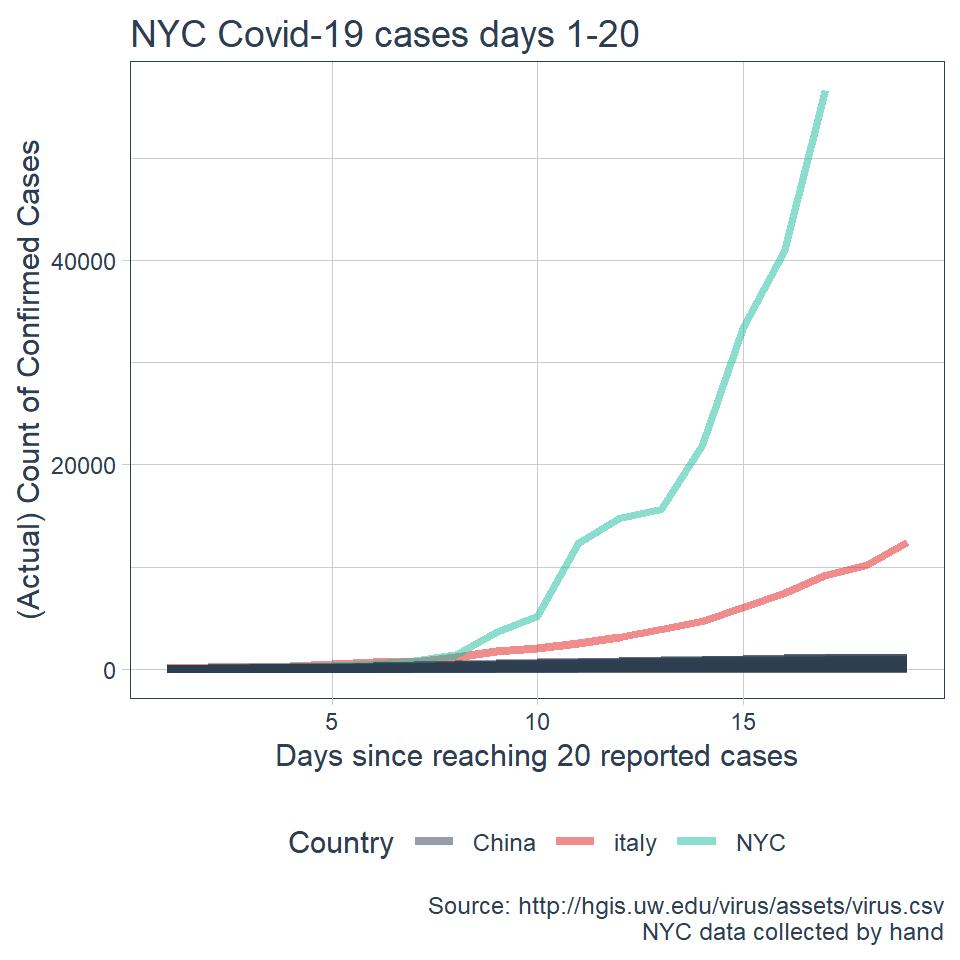 NYC Covid-19 cases days 1-20
(Actual) Count of Confirmed Cases
40000
20000
0
5 10 15
Days since reaching 20 reported cases
Country China italy NYC
Source: http://hgis.uw.edu/virus/assets/virus.csv
NYC data collected by hand